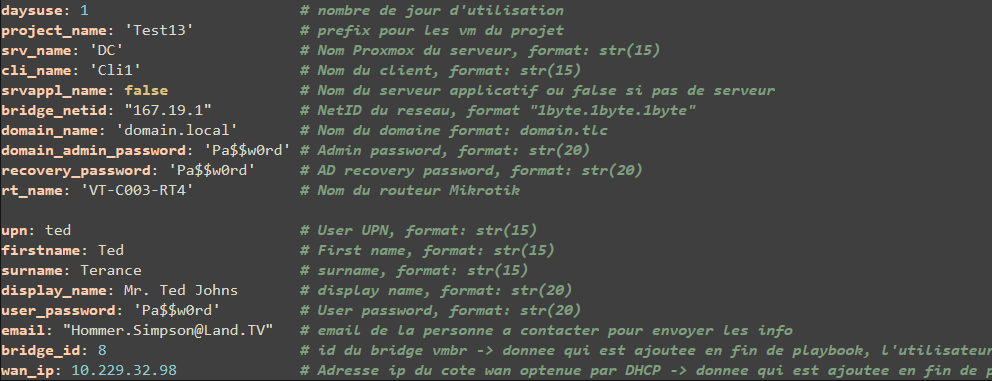 daysuse: 1 # nombre de jour d'utilisation
project_name: 'Test13' # prefix pour les vm du projet
srv_name: 'DC' # Nom Proxmox du serveur, format: str(15)
cli_name: 'Cli1' # Nom du client, format: str(15)
srvappl_name: false # Nom du serveur applicatif ou false si pas de serveur
bridge_netid: "167.19.1" # NetID du reseau, format "1byte.1byte.1byte"
domain_name: 'domain.local' # Nom du domaine format: domain.tlc
domain_admin_password: 'Pa$$w0rd' # Admin password, format: str(20)
recovery_password: 'Pa$$w0rd' # AD recovery password, format: str(20)
rt_name: 'VT-C003-RT4' # Nom du routeur Mikrotik
upn: ted # User UPN, format: str(15)
firstname: Ted # First name, format: str(15)
surname: Terance # surname, format: str(15)
display_name: Mr. Ted Johns # display name, format: str(20)
user_password: 'Pa$$w0rd' # User password, format: str(20)
email: "Hommer.Simpson@Land.TV" # email de la personne a contacter pour envoyer les info
bridge_id: 8 # id du bridge vmbr -> donnee qui est ajoutee en fin de playbook, l'utilisateur
wan_ip: 10.229.32.98 # Adresse ip du cote wan optenue par DHCP -> donnee qui est ajoutee en fin de